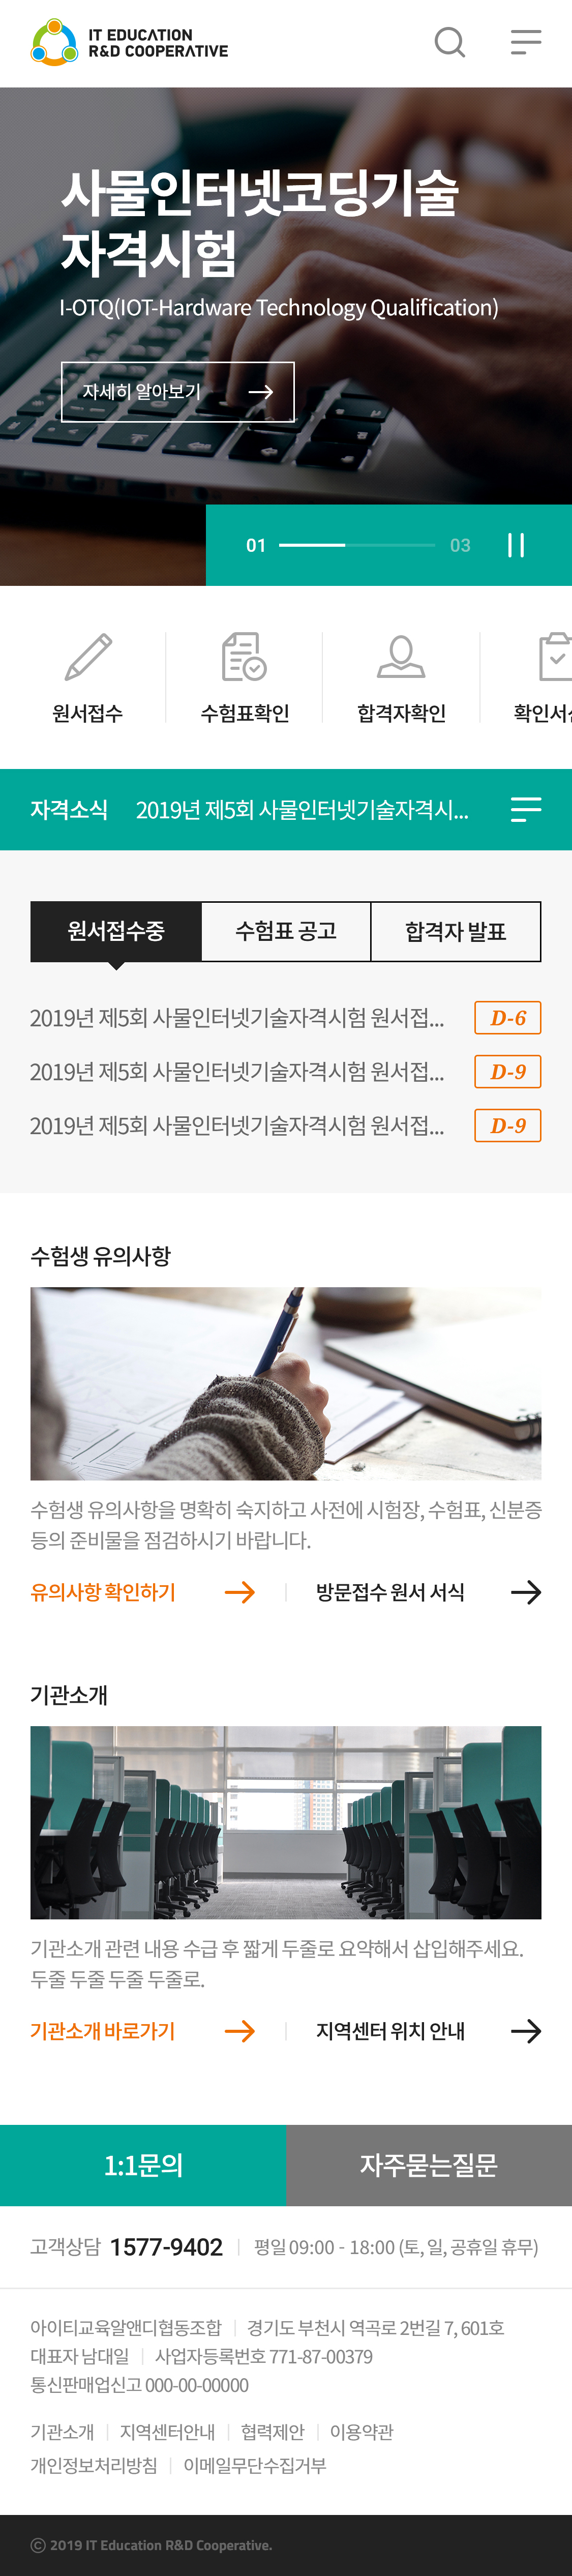 IT EDUCATION
R&D COOPERATIVE
사물인터넷코딩기술
자격시험
I-OTQ(IOT-Hardware Technology Qualification)
자세히 알아보기
01 03
원서접수 수험표확인 합격자확인 확인서신
자격소식 2019년 제5회 사물인터넷기술자격시...
원서접수중 수험표 공고 합격자 발표
2019년 제5회 사물인터넷기술자격시험 원서접... D-6
2019년 제5회 사물인터넷기술자격시험 원서접... D-9
2019년 제5회 사물인터넷기술자격시험 원서접... D-9
수험생 유의사항
수험생 유의사항을 명확히 숙지하고 사전에 시험장, 수험표, 신분증
등의 준비물을 점검하시기 바랍니다.
유의사항 확인하기 방문접수 원서 서식
기관소개
기관소개 관련 내용 수급 후 짧게 두줄로 요약해서 삽입해주세요.
두줄 두줄 두줄 두줄로.
기관소개 바로가기 지역센터 위치 안내
1:1문의 자주묻는질문
고객상담 1577-9402 평일 09:00 - 18:00 (토, 일, 공휴일 휴무)
아이티교육알앤디협동조합 경기도 부천시 역곡로 2번길 7, 601호
대표자 남대일 사업자등록번호 771-87-00379
통신판매업신고 000-00-00000
기관소개 지역센터안내 협력제안 이용약관
개인정보처리방침 이메일무단수집거부
© 2019 IT Education R&D Cooperative.